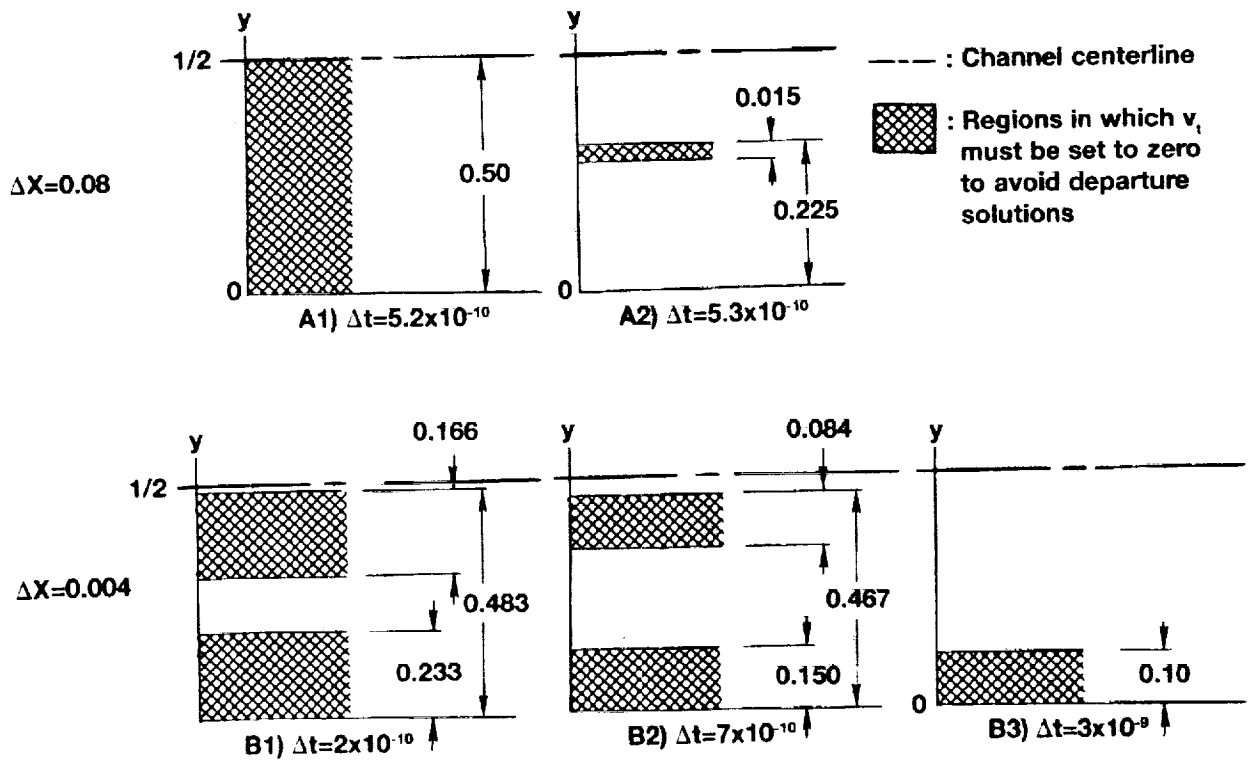 y
1/2
0.50
0
A1) Δt=5.2x10⁻¹⁰
ΔX=0.08
y
0.015
0.225
0
A2) Δt=5.3x10⁻¹⁰
: Channel centerline
: Regions in which vₜ
must be set to zero
to avoid departure
solutions
ΔX=0.004
y
1/2
0.166
0.483
0.233
B1) Δt=2x10⁻¹⁰
y
0.084
0.467
0.150
B2) Δt=7x10⁻¹⁰
y
0.10
0
B3) Δt=3x10⁻⁹